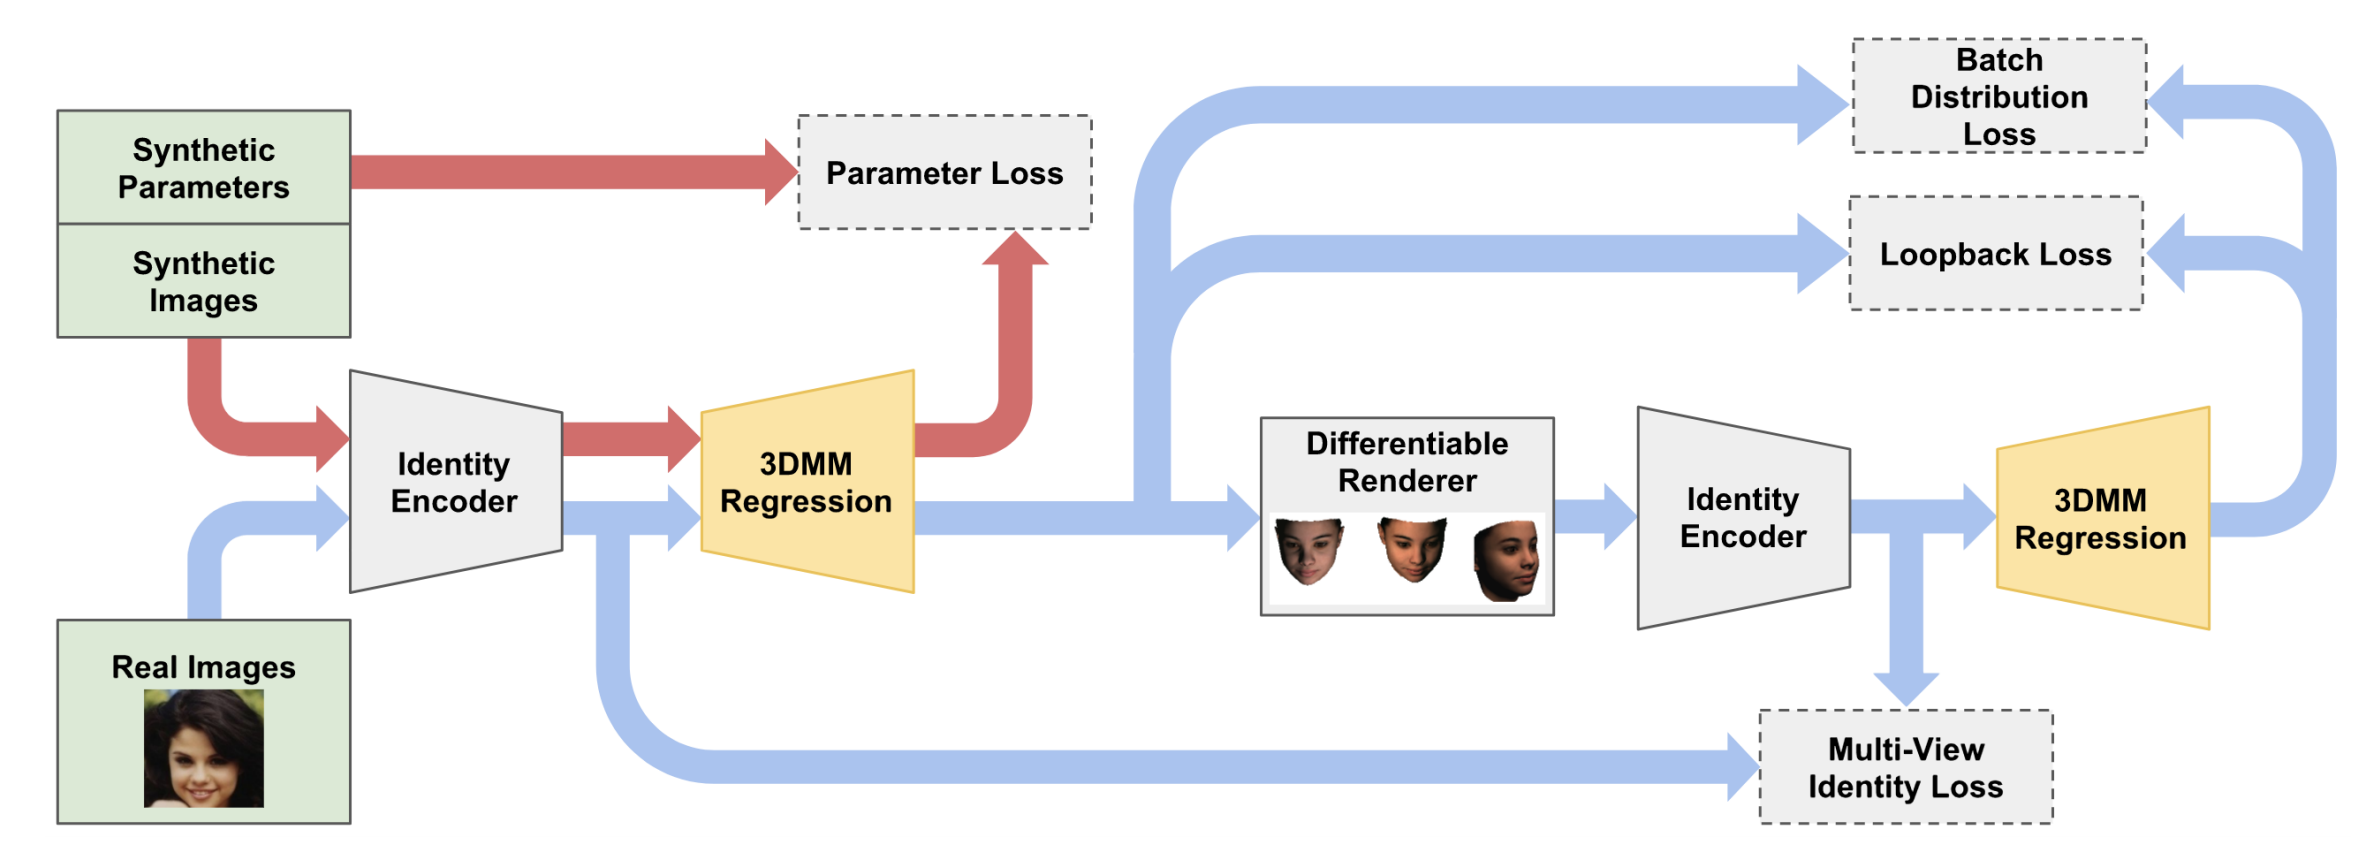 Synthetic
Parameters
Synthetic
Images
Real Images
Identity
Encoder
3DMM
Regression
Parameter Loss
Batch
Distribution
Loss
Loopback Loss
Differentiable
Renderer
Identity
Encoder
3DMM
Regression
Multi-View
Identity Loss